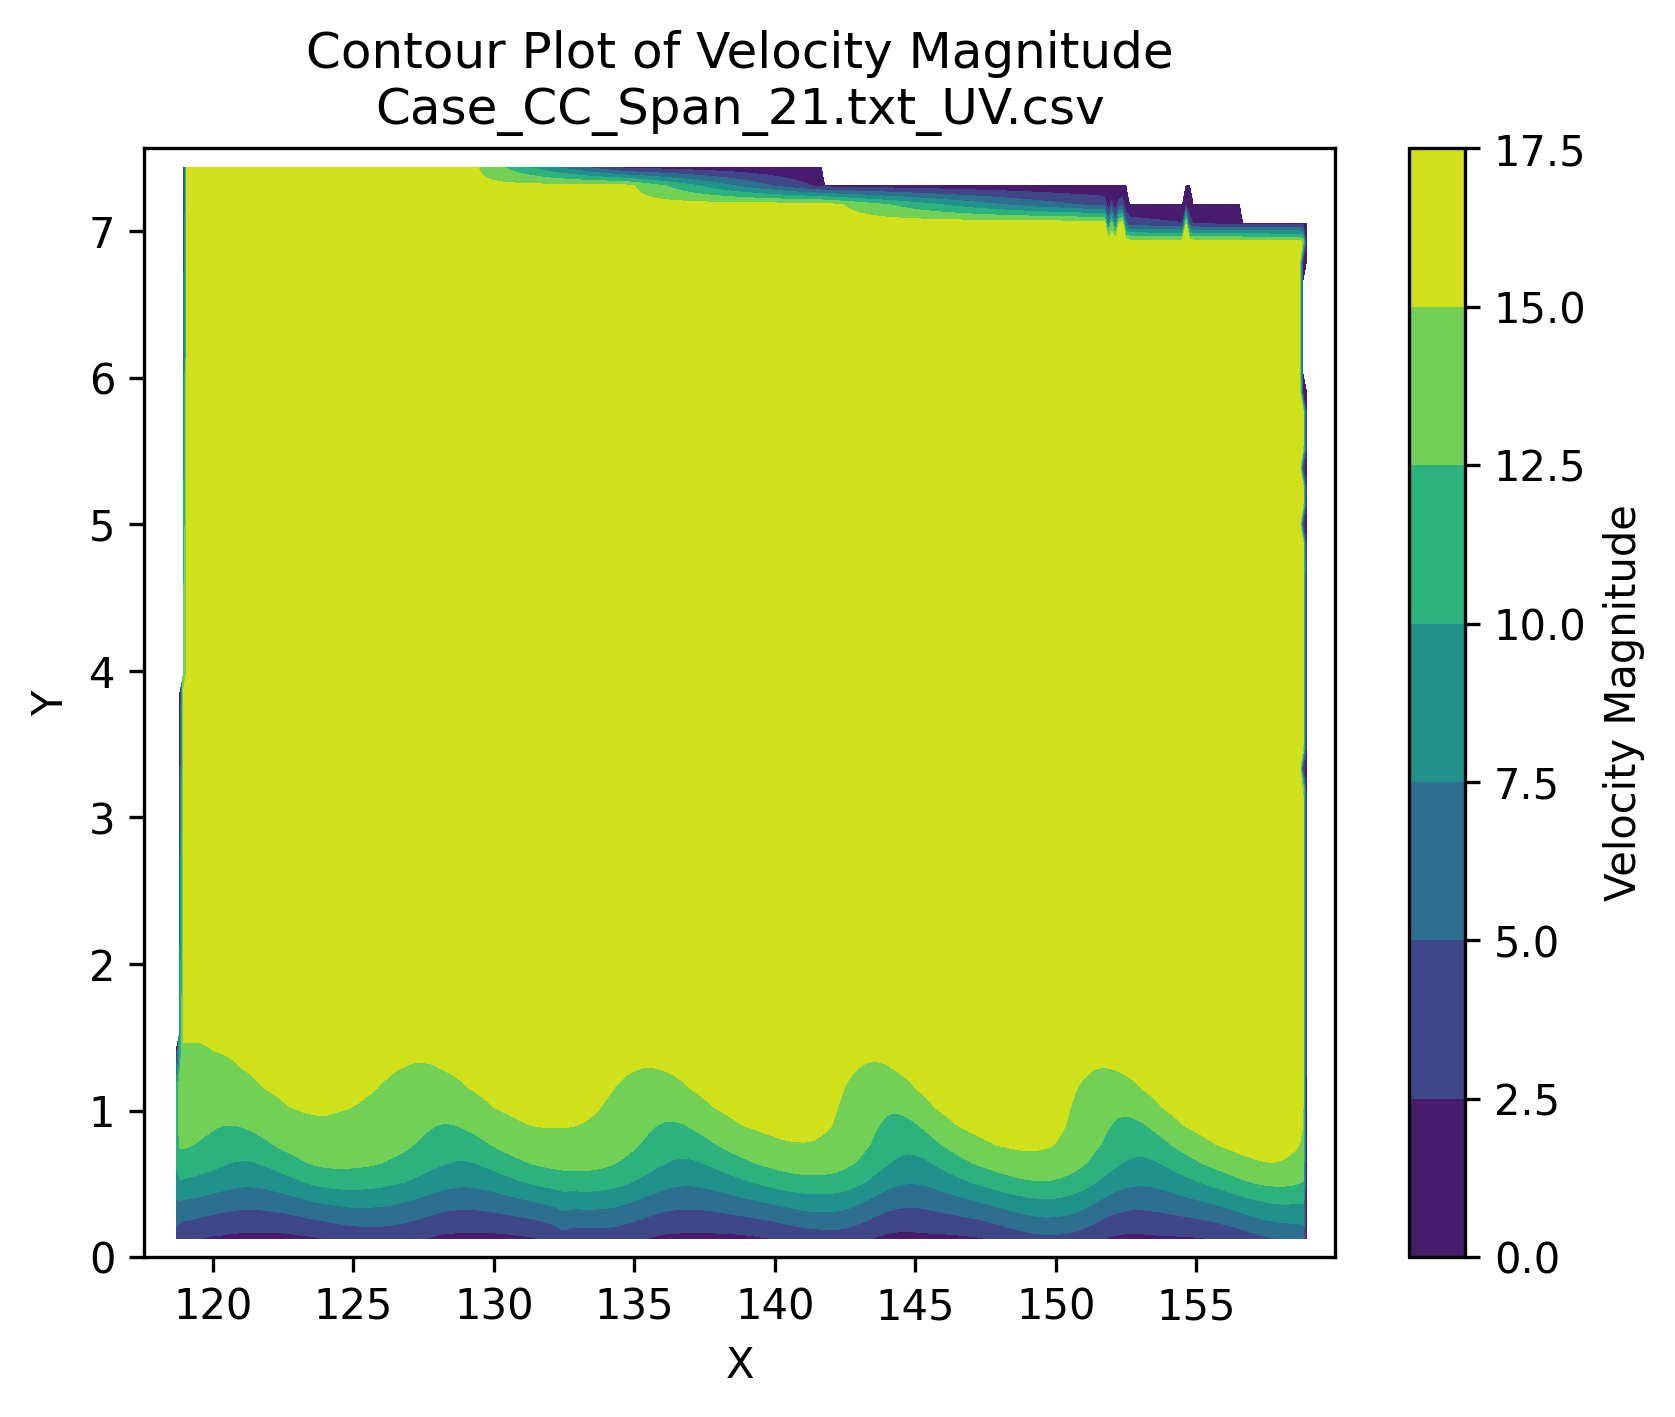 Contour Plot of Velocity Magnitude
Case_CC_Span_21.txt_UV.csv
7
6
5
4
3
2
1
0
Y
120 125 130 135 140 145 150 155
X
17.5
15.0
12.5
10.0
7.5
5.0
2.5
0.0
Velocity Magnitude